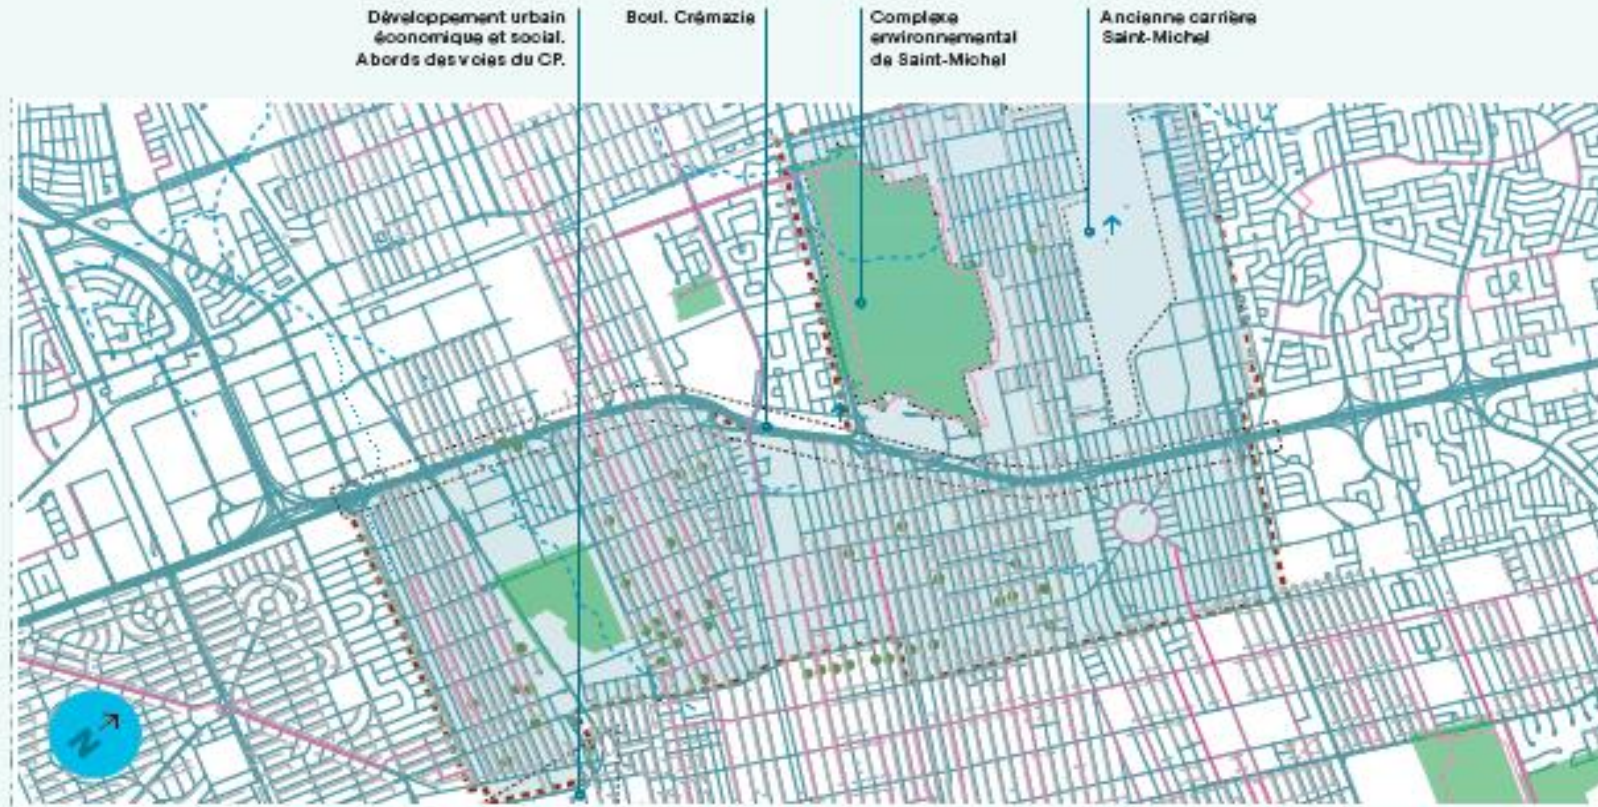 Développement urbain
économique et social.
Abords des voies du CP.
Boul. Crémazie
Complexe
environnemental
de Saint-Michel
Ancienne carrière
Saint-Michel
N